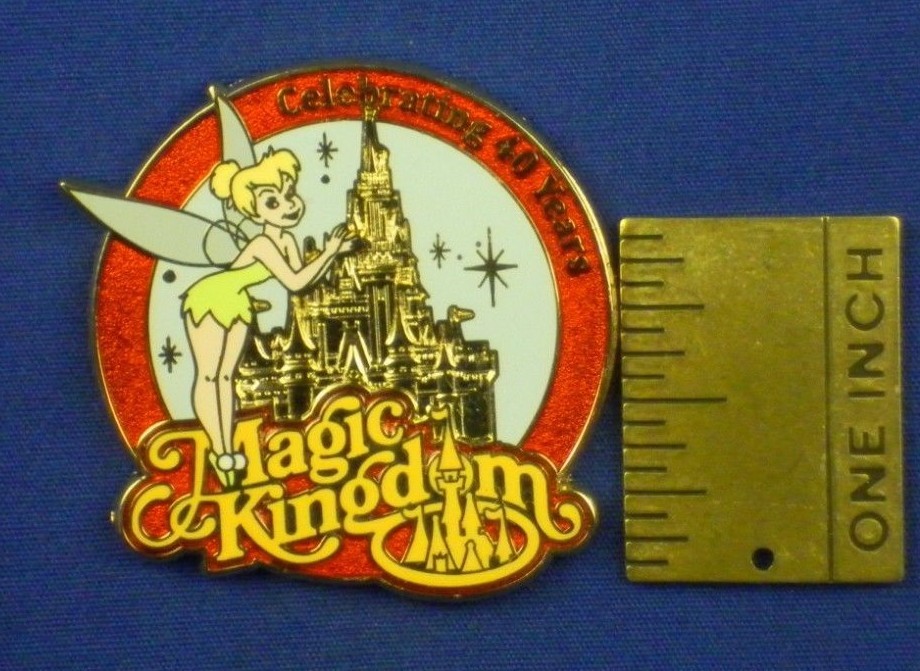 Celebrating 40 Years
Magic
Kingdom
ONE INCH